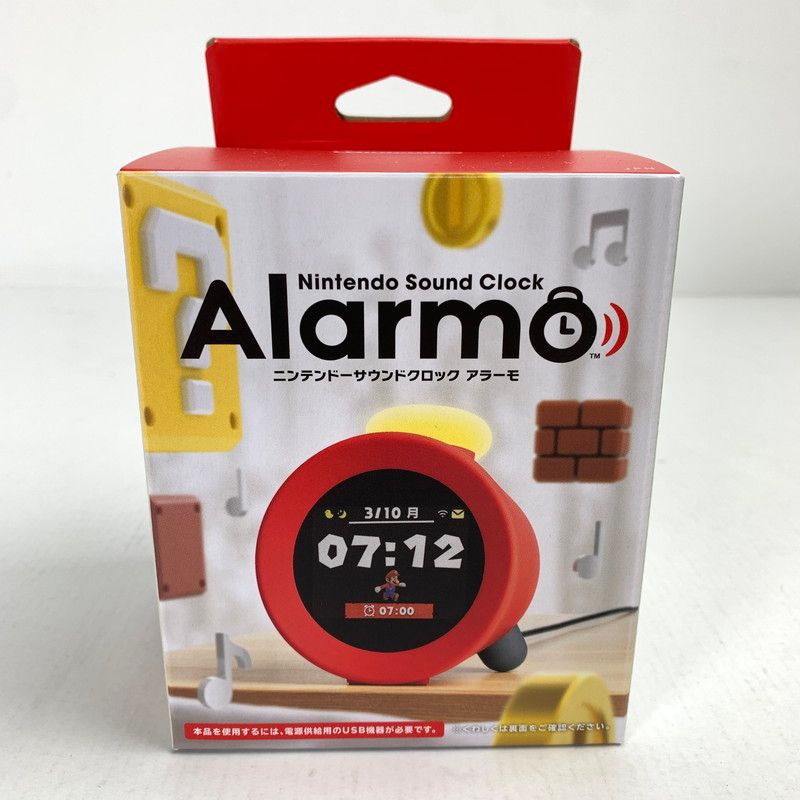 JPN
Nintendo Sound Clock
Alarmo™
ニンテンドーサウンドクロック アラーモ
3/10 月
07:12
07:00
本品を使用するには、電源供給用のUSB機器が必要です。 ※くわしくは裏面をご確認ください。